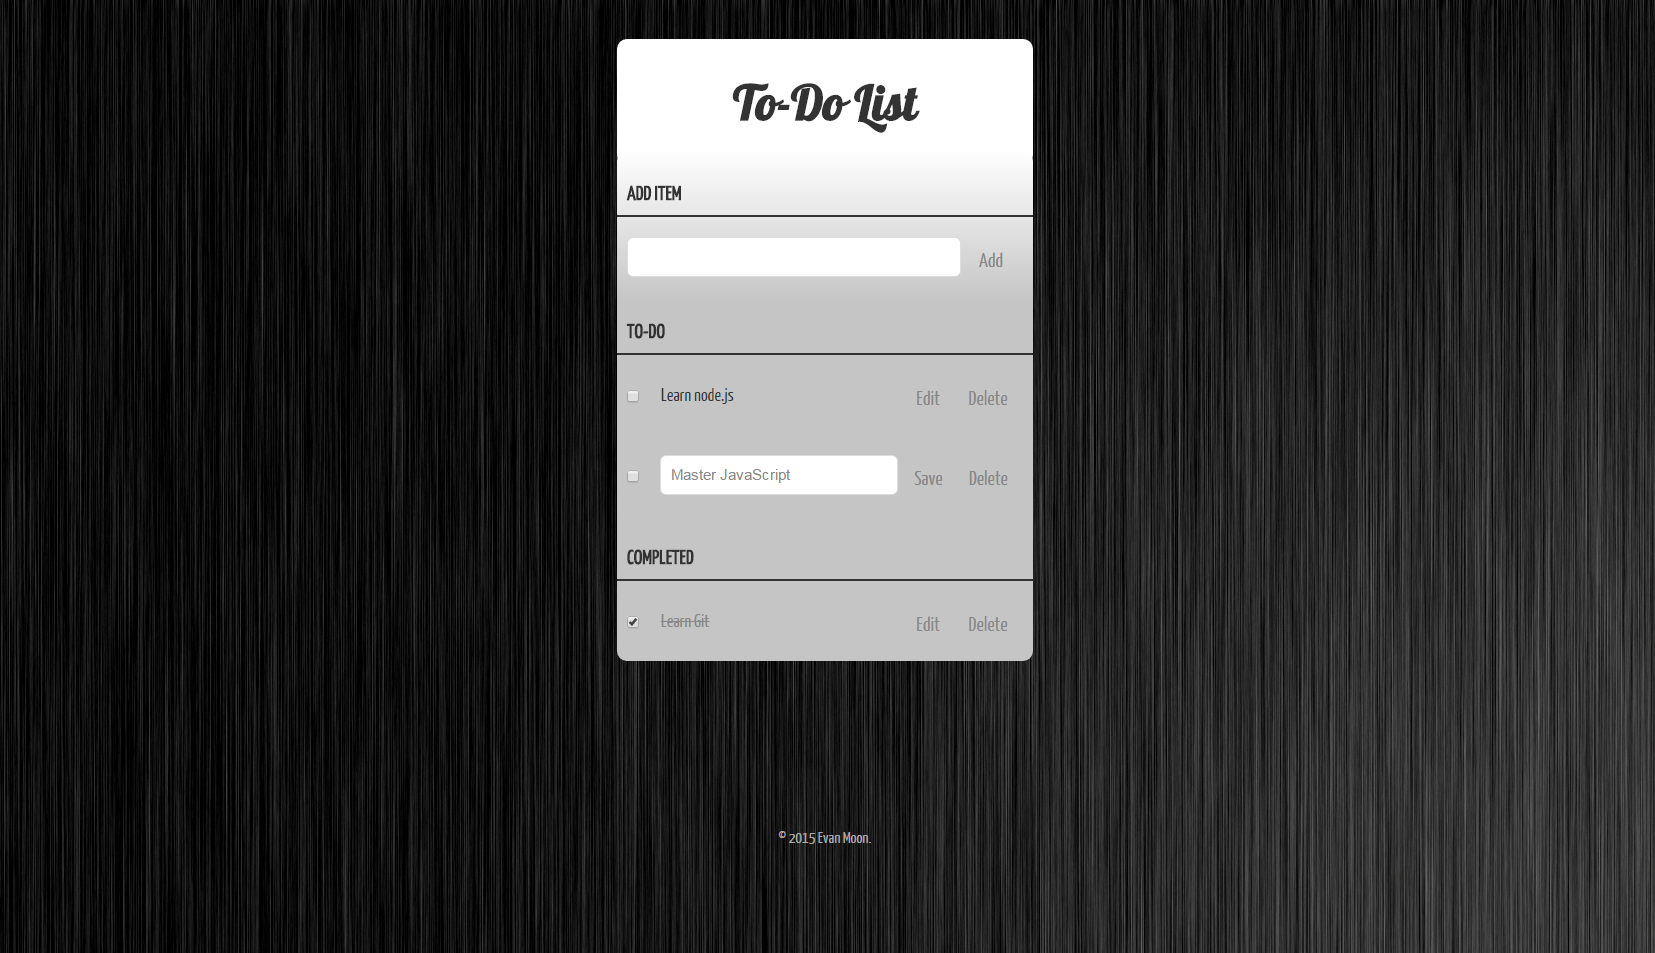 To-Do List
ADD ITEM
Add
TO-DO
Learn node.js Edit Delete
Master JavaScript Save Delete
COMPLETED
Learn Git Edit Delete
© 2015 Evan Moon.